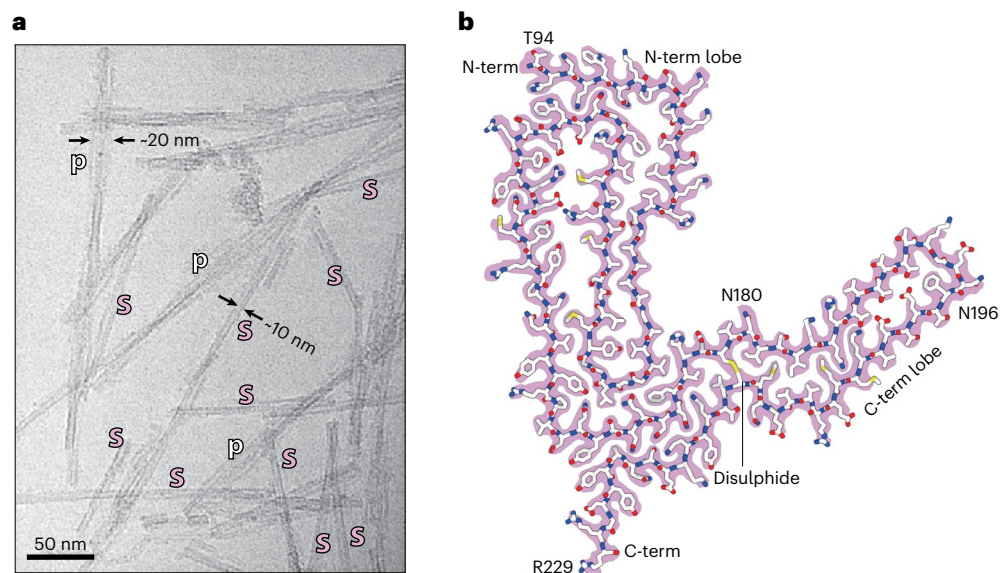 a
~20 nm
p
S
p
S
S
~10 nm
S
S
S
p
S
S
S
S
50 nm
b
T94
N-term
N-term lobe
N180
N196
C-term lobe
Disulphide
C-term
R229